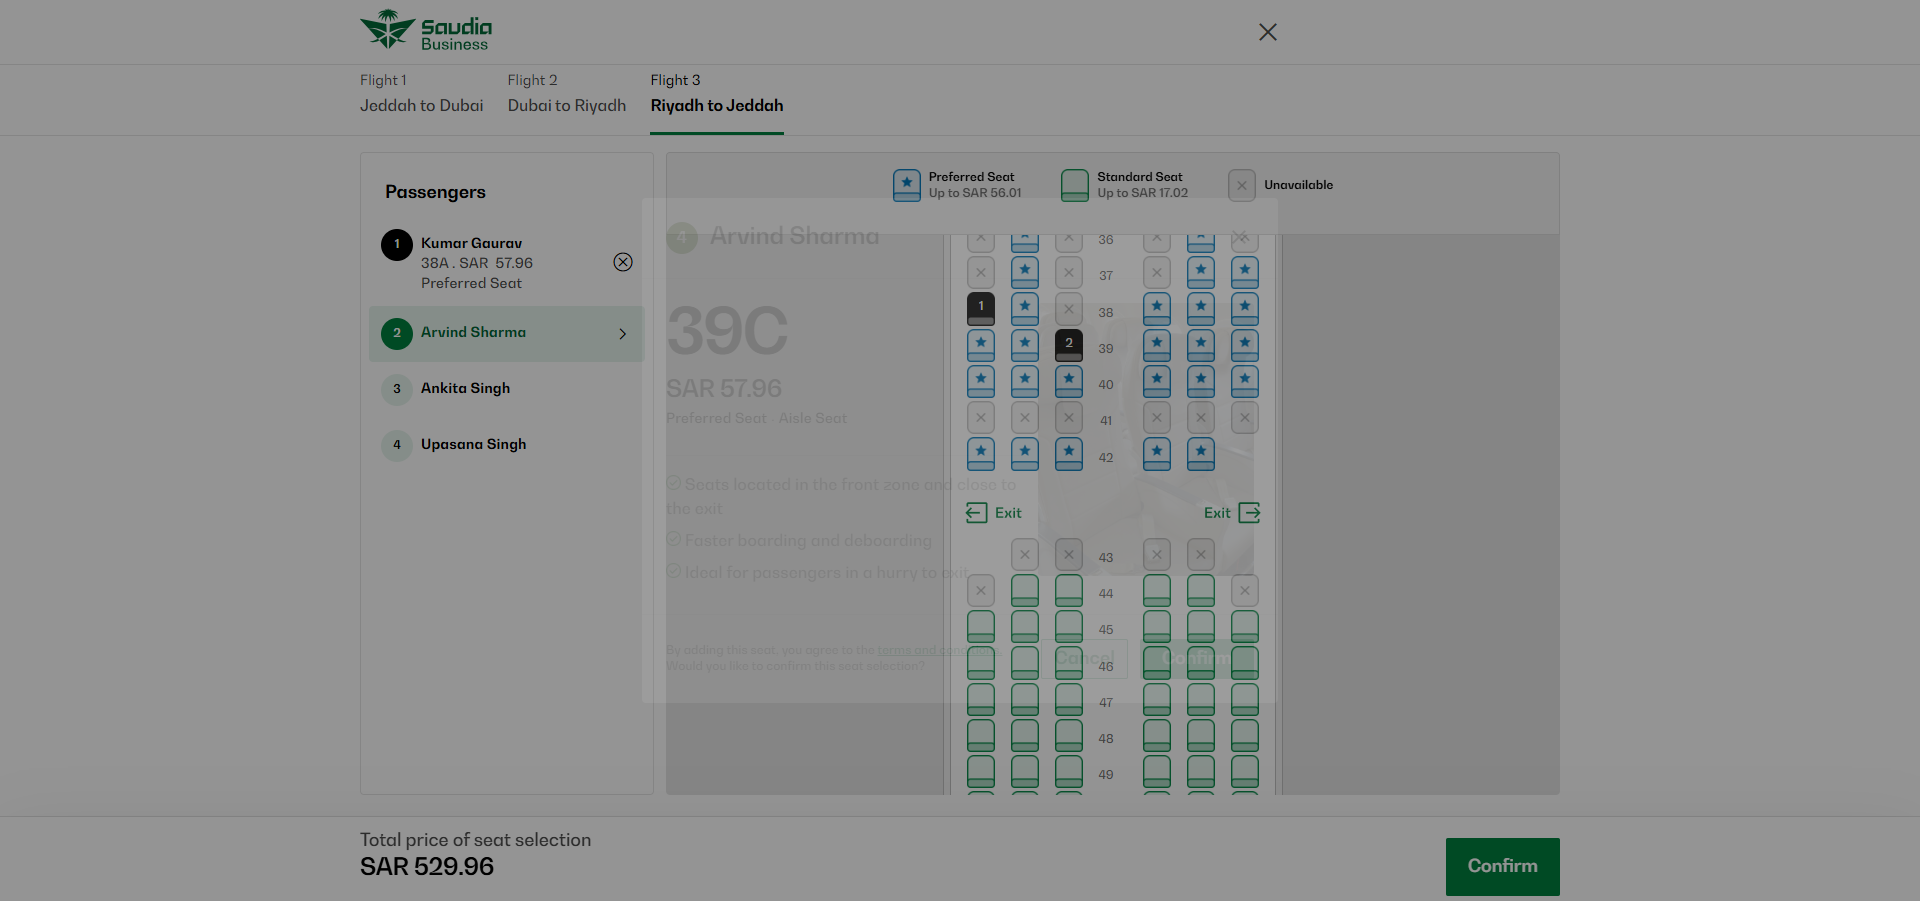 Saudia
Business
Flight 1
Jeddah to Dubai
Flight 2
Dubai to Riyadh
Flight 3
Riyadh to Jeddah
Passengers
1
Kumar Gaurav
38A . SAR 57.96
Preferred Seat
2
Arvind Sharma
3
Ankita Singh
4
Upasana Singh
Preferred Seat
Up to SAR 56.01
Standard Seat
Up to SAR 17.02
Unavailable
4 Arvind Sharma
39C
SAR 57.96
Preferred Seat - Aisle Seat
Seats located in the front zone and close to
the exit
Faster boarding and deboarding
Ideal for passengers in a hurry to exit
By adding this seat, you agree to the terms and conditions.
Would you like to confirm this seat selection?
Cancel
Confirm
36
37
1
38
2
39
40
41
42
Exit
Exit
43
44
45
46
47
48
49
Total price of seat selection
SAR 529.96
Confirm